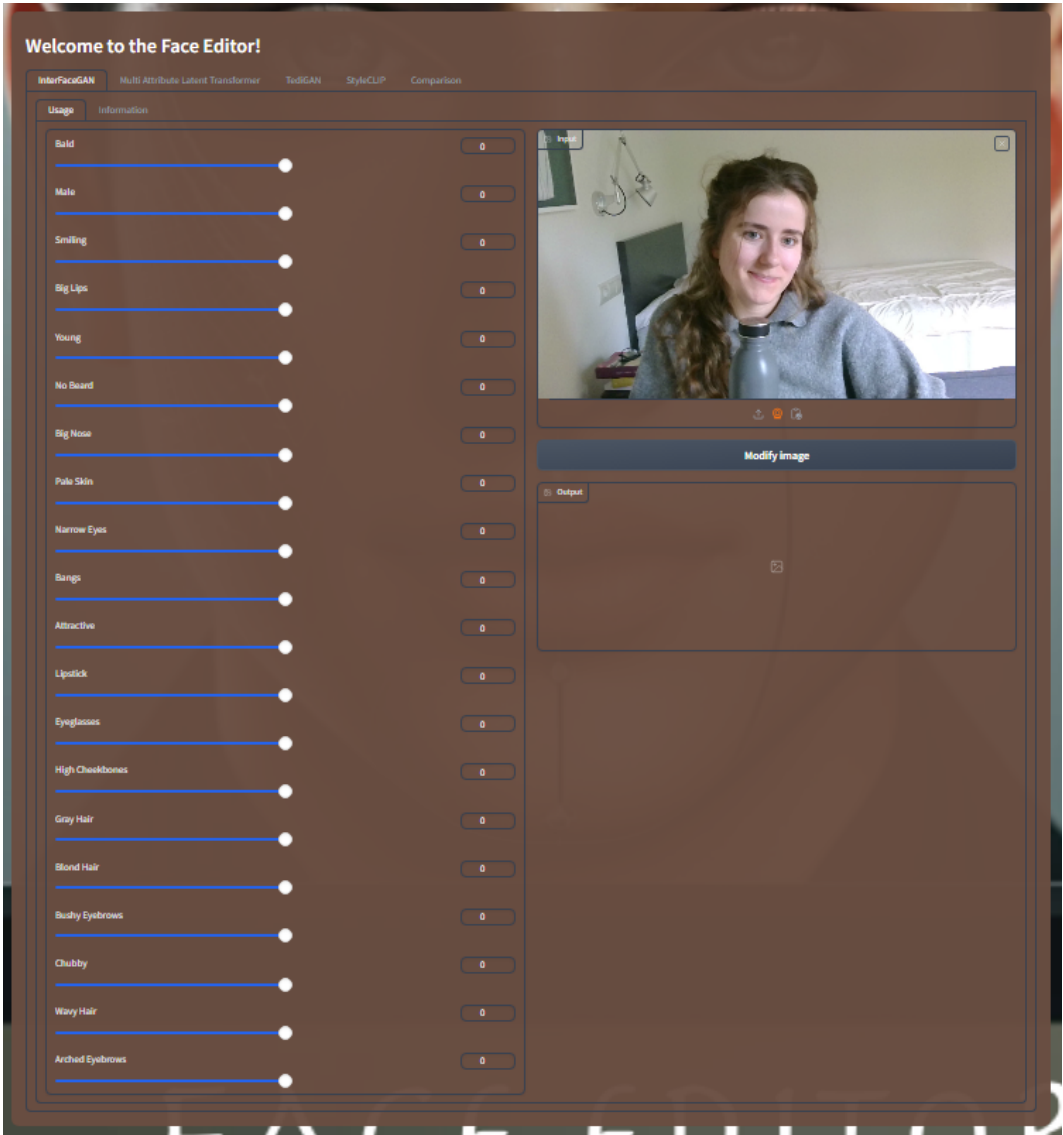 Welcome to the Face Editor!
InterFaceGAN Multi Attribute Latent Transformer TediGAN StyleCLIP Comparison
Usage Information
Bald 0
Male 0
Smiling 0
Big Lips 0
Young 0
No Beard 0
Big Nose 0
Pale Skin 0
Narrow Eyes 0
Bangs 0
Attractive 0
Lipstick 0
Eyeglasses 0
High Cheekbones 0
Gray Hair 0
Blond Hair 0
Bushy Eyebrows 0
Chubby 0
Wavy Hair 0
Arched Eyebrows 0
Input
Modify image
Output
FACE EDITOR